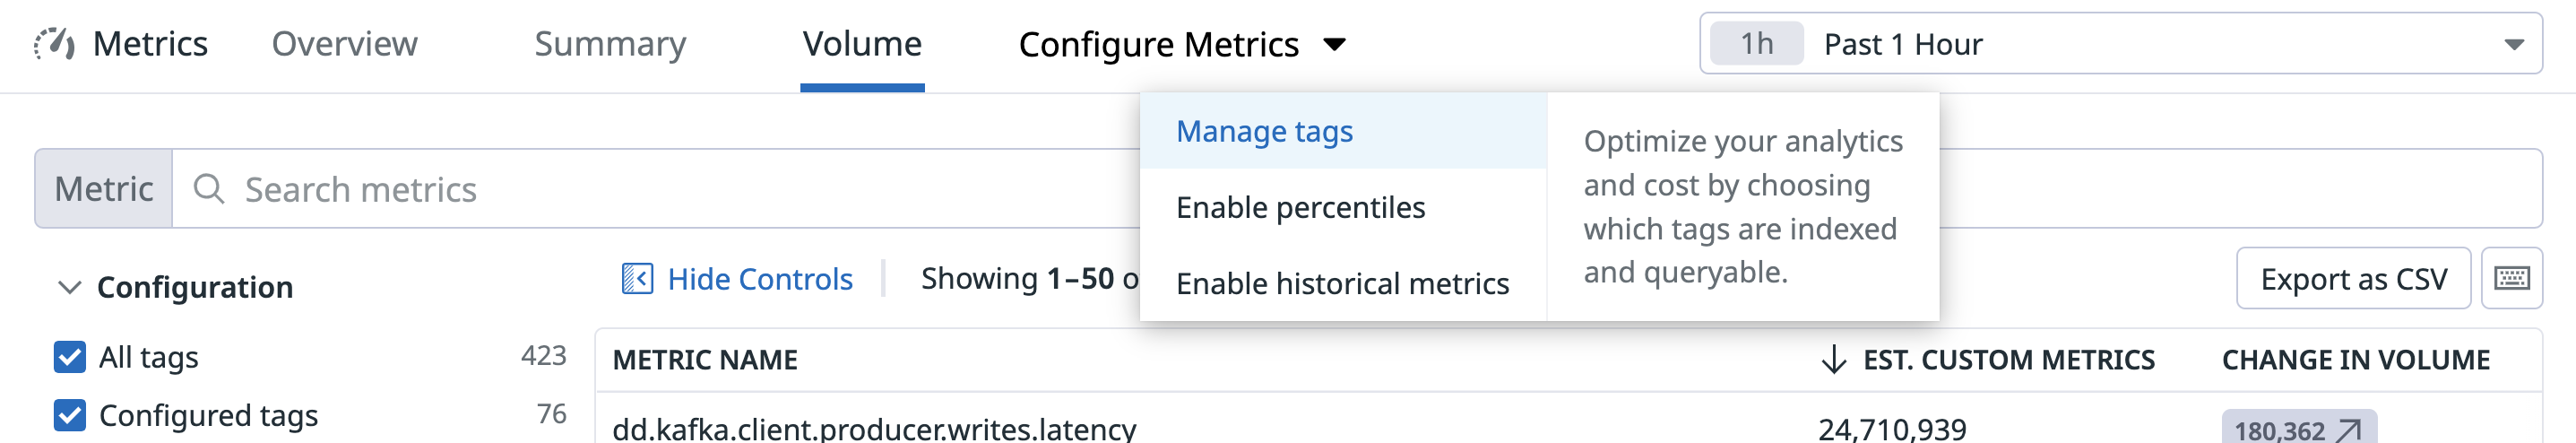 Metrics Overview Summary Volume Configure Metrics 1h Past 1 Hour
Metric Search metrics
Manage tags
Enable percentiles
Enable historical metrics
Optimize your analytics
and cost by choosing
which tags are indexed
and queryable.
Configuration
All tags 423
Configured tags 76
Hide Controls Showing 1–50 o
Export as CSV
METRIC NAME EST. CUSTOM METRICS CHANGE IN VOLUME
dd.kafka.client.producer.writes.latency 24,710,939 180,362